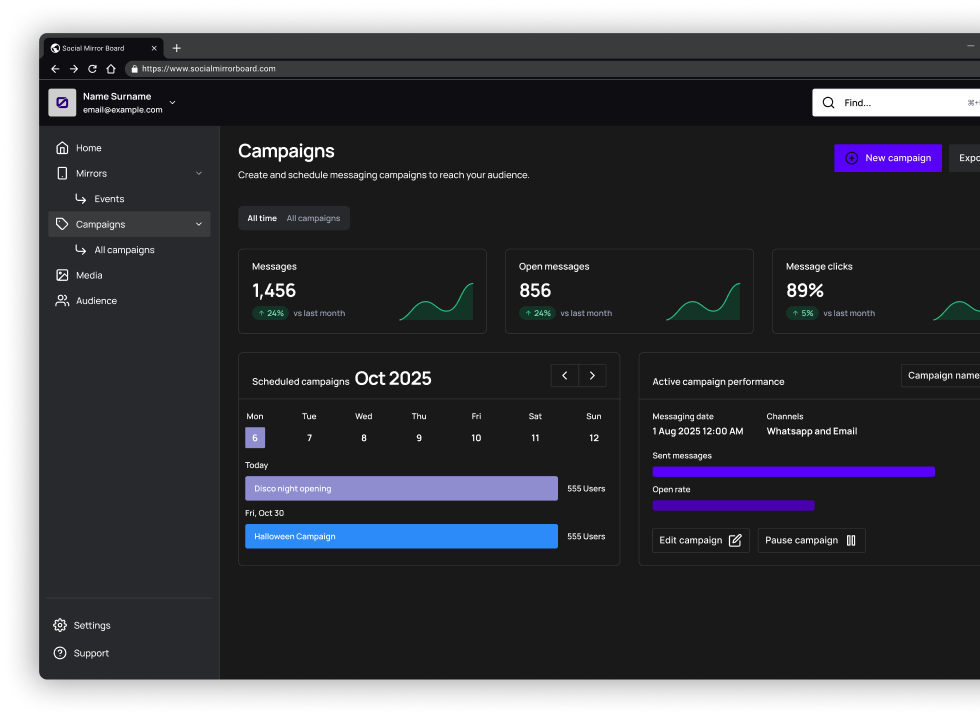 Social Mirror Board
https://www.socialmirrorboard.com
Name Surname
email@example.com
Find...
Home
Mirrors
Events
Campaigns
All campaigns
Media
Audience
Settings
Support
Campaigns
Create and schedule messaging campaigns to reach your audience.
New campaign
Expo
All time All campaigns
Messages
1,456
24% vs last month
Open messages
856
24% vs last month
Message clicks
89%
5% vs last month
Scheduled campaigns Oct 2025
Mon Tue Wed Thu Fri Sat Sun
6 7 8 9 10 11 12
Today
Disco night opening 555 Users
Fri, Oct 30
Halloween Campaign 555 Users
Active campaign performance
Campaign name
Messaging date Channels
1 Aug 2025 12:00 AM Whatsapp and Email
Sent messages
Open rate
Edit campaign Pause campaign